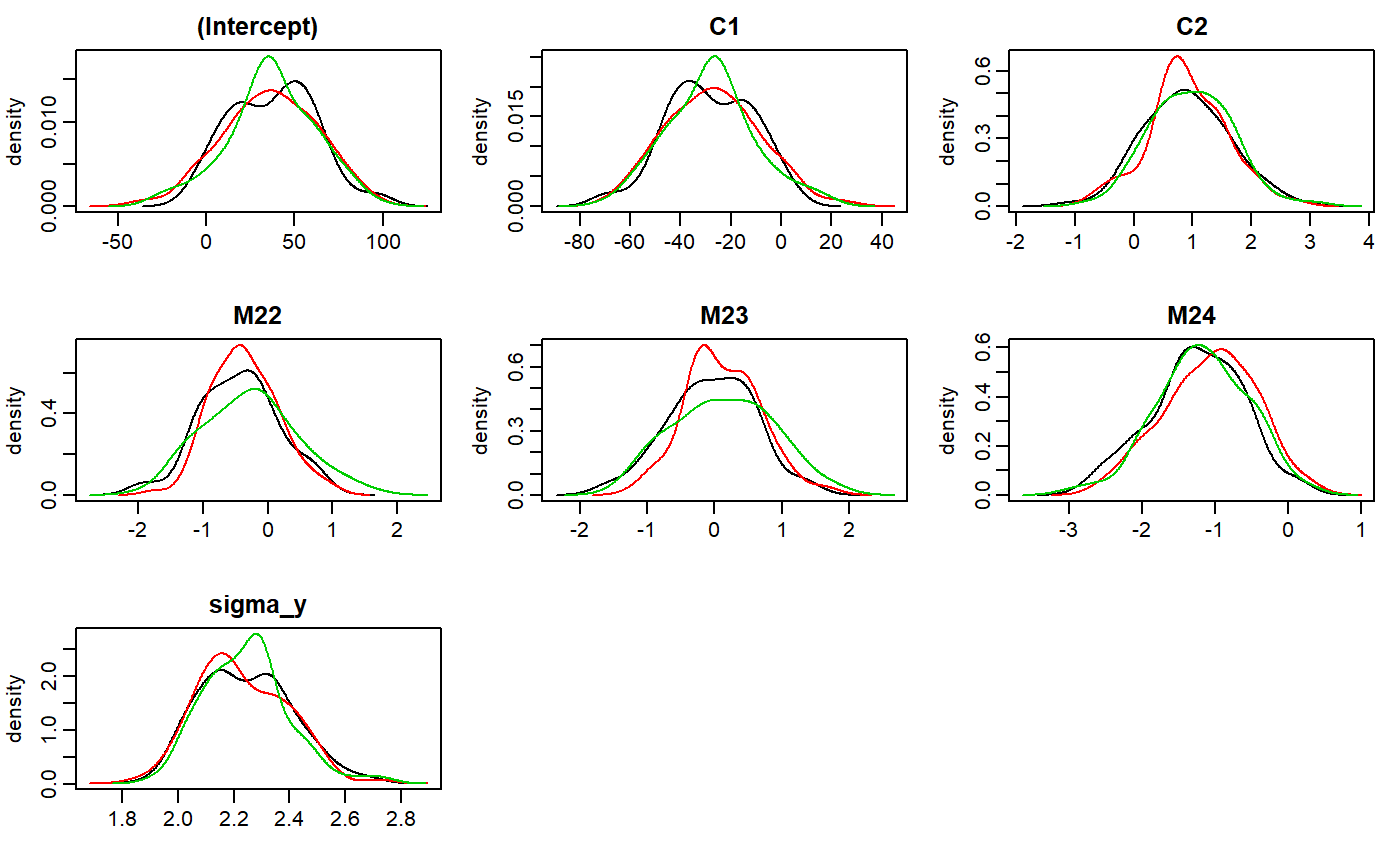 (Intercept) C1 C2
density 0.000 0.010
-50 0 50 100
density 0.000 0.015
-80 -60 -40 -20 0 20 40
density 0.0 0.3 0.6
-2 -1 0 1 2 3 4
M22 M23 M24
density 0.0 0.4
-2 -1 0 1 2
density 0.0 0.3 0.6
-2 -1 0 1 2
density 0.0 0.2 0.4 0.6
-3 -2 -1 0 1
sigma_y
density 0.0 1.0 2.0
1.8 2.0 2.2 2.4 2.6 2.8